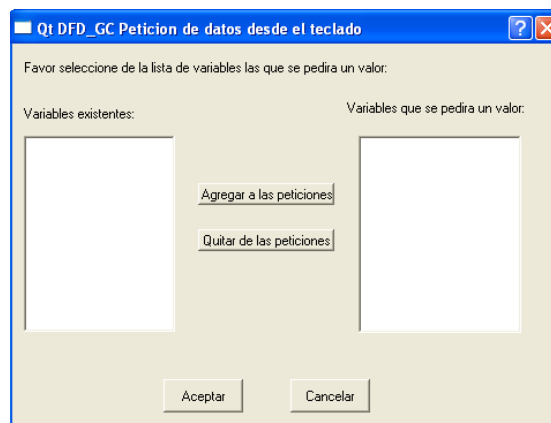 Qt DFD_GC Peticion de datos desde el teclado
Favor seleccione de la lista de variables las que se pedira un valor:
Variables existentes:
Variables que se pedira un valor:
Agregar a las peticiones
Quitar de las peticiones
Aceptar
Cancelar